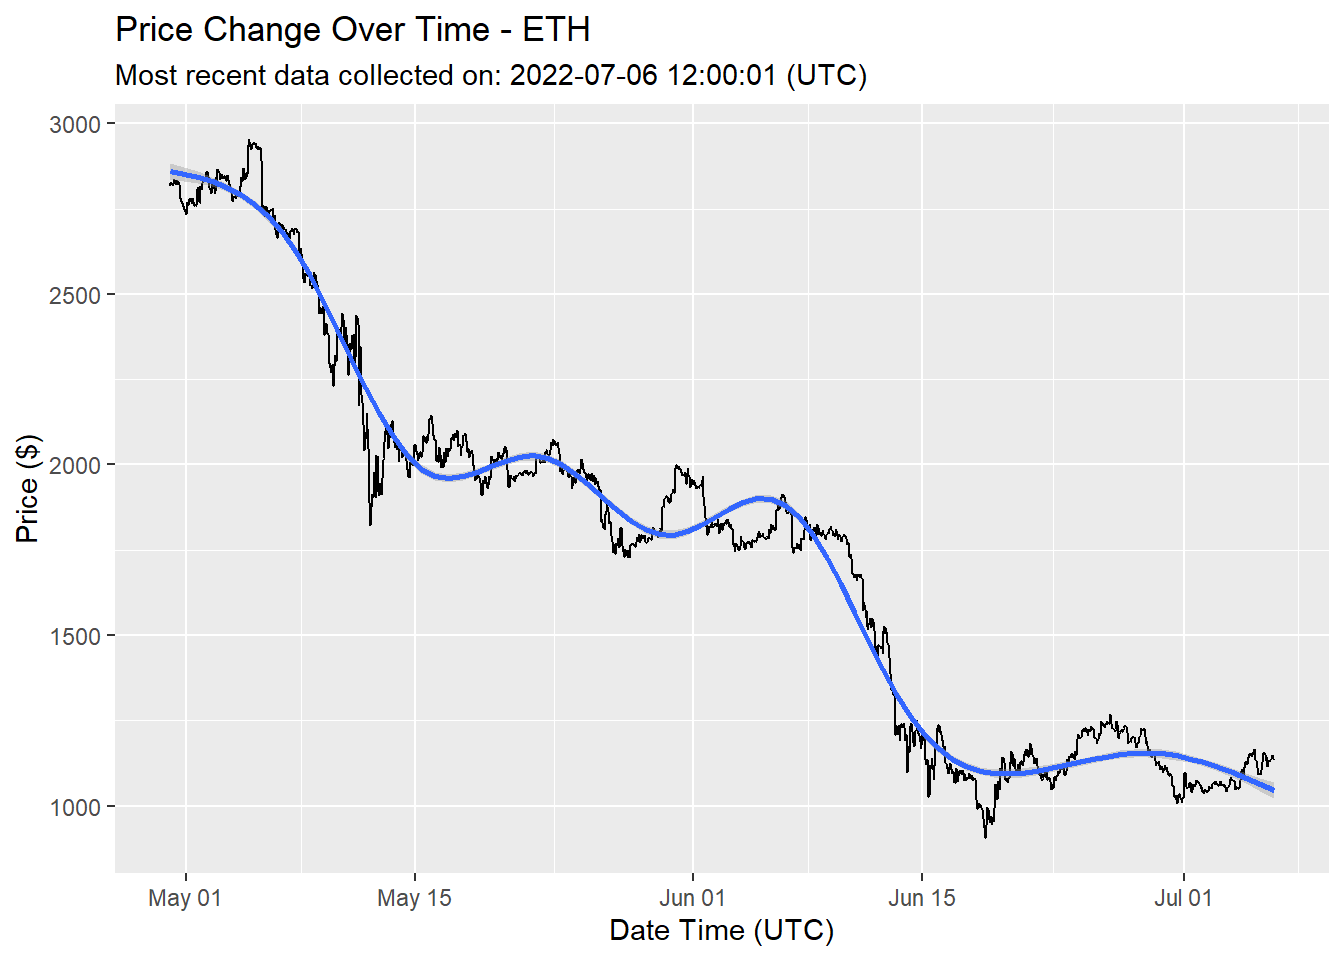 Price Change Over Time - ETH
Most recent data collected on: 2022-07-06 12:00:01 (UTC)
3000
2500
2000
1500
1000
Price ($)
May 01
May 15
Jun 01
Jun 15
Jul 01
Date Time (UTC)